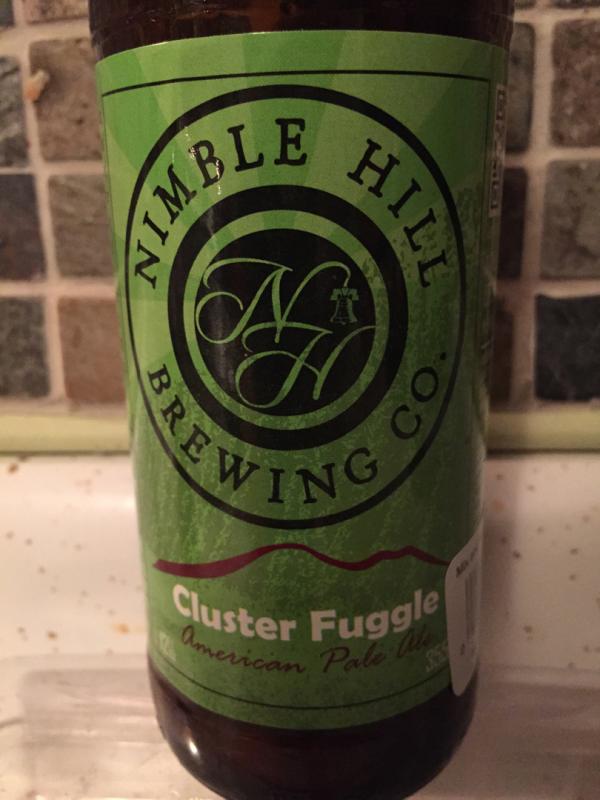 NIMBLE HILL
NH
BREWING CO.
Cluster Fuggle
American Pale Ale